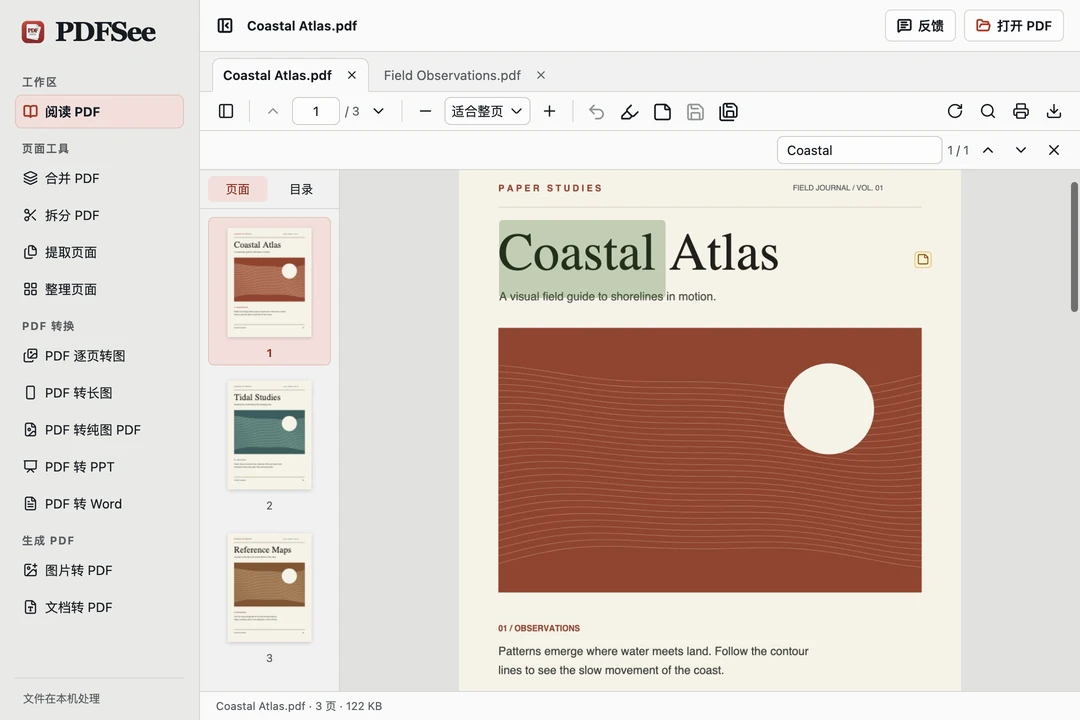 PDFSee
Coastal Atlas.pdf
反馈
打开 PDF
工作区
阅读 PDF
页面工具
合并 PDF
拆分 PDF
提取页面
整理页面
PDF 转换
PDF 逐页转图
PDF 转长图
PDF 转纯图 PDF
PDF 转 PPT
PDF 转 Word
生成 PDF
图片转 PDF
文档转 PDF
文件在本机处理
Coastal Atlas.pdf
Field Observations.pdf
1 / 3
适合整页
Coastal
1 / 1
页面
目录
Coastal Atlas
1
Tidal Studies
2
Reference Maps
3
PAPER STUDIES
FIELD JOURNAL / VOL. 01
Coastal Atlas
A visual field guide to shorelines in motion.
01 / OBSERVATIONS
Patterns emerge where water meets land. Follow the contour
lines to see the slow movement of the coast.
Coastal Atlas.pdf · 3 页 · 122 KB